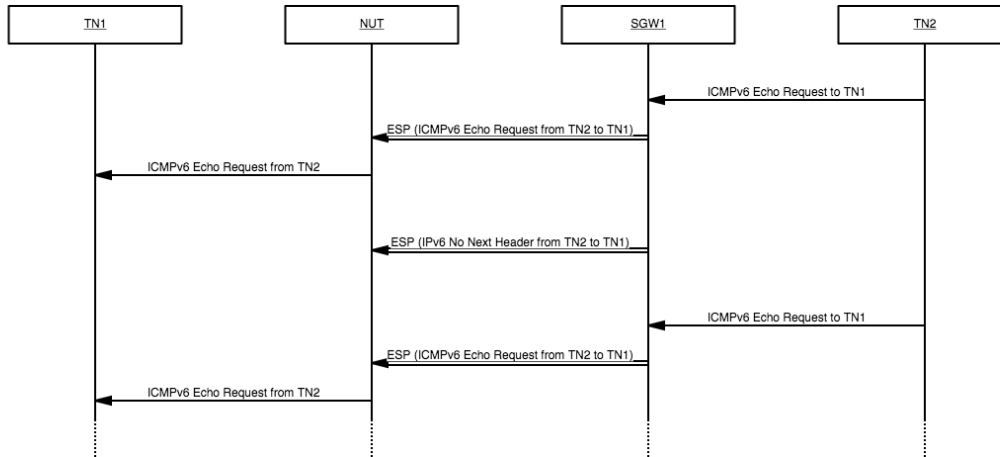 TN1
NUT
SGW1
TN2
ICMPv6 Echo Request to TN1
ESP (ICMPv6 Echo Request from TN2 to TN1)
ICMPv6 Echo Request from TN2
ESP (IPv6 No Next Header from TN2 to TN1)
ICMPv6 Echo Request to TN1
ESP (ICMPv6 Echo Request from TN2 to TN1)
ICMPv6 Echo Request from TN2